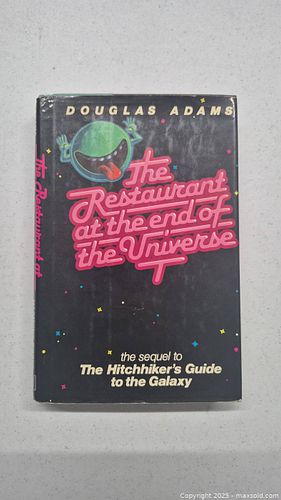 DOUGLAS ADAMS
The
Restaurant
at the end of
the Universe
the sequel to
The Hitchhiker's Guide
to the Galaxy
The Restaurant at
Copyright © 2025 - maxsold.com